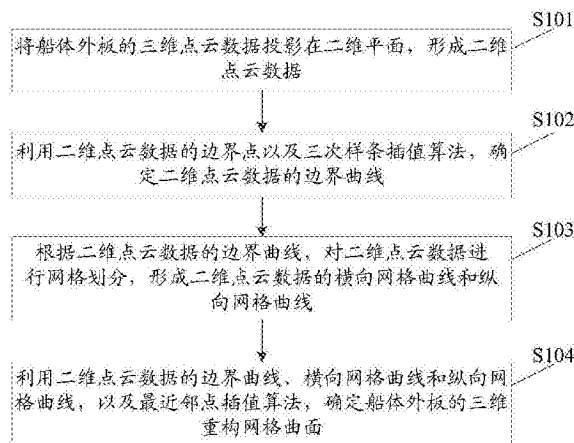 S101
将船体外板的三维点云数据投影在二维平面，形成二维
点云数据
S102
利用二维点云数据的边界点以及三次样条插值算法，确
定二维点云数据的边界曲线
S103
根据二维点云数据的边界曲线，对二维点云数据进
行网格划分，形成二维点云数据的横向网格曲线和纵
向网格曲线
S104
利用二维点云数据的边界曲线、横向网格曲线和纵向网
格曲线，以及最近邻点插值算法，确定船体外板的三维
重构网格曲面